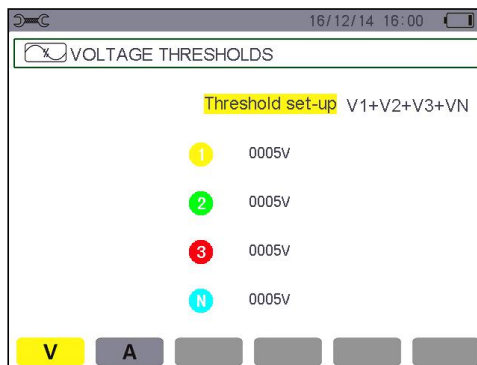 16/12/14 16:00
VOLTAGE THRESHOLDS
Threshold set-up V1+V2+V3+VN
1 0005V
2 0005V
3 0005V
N 0005V
V A